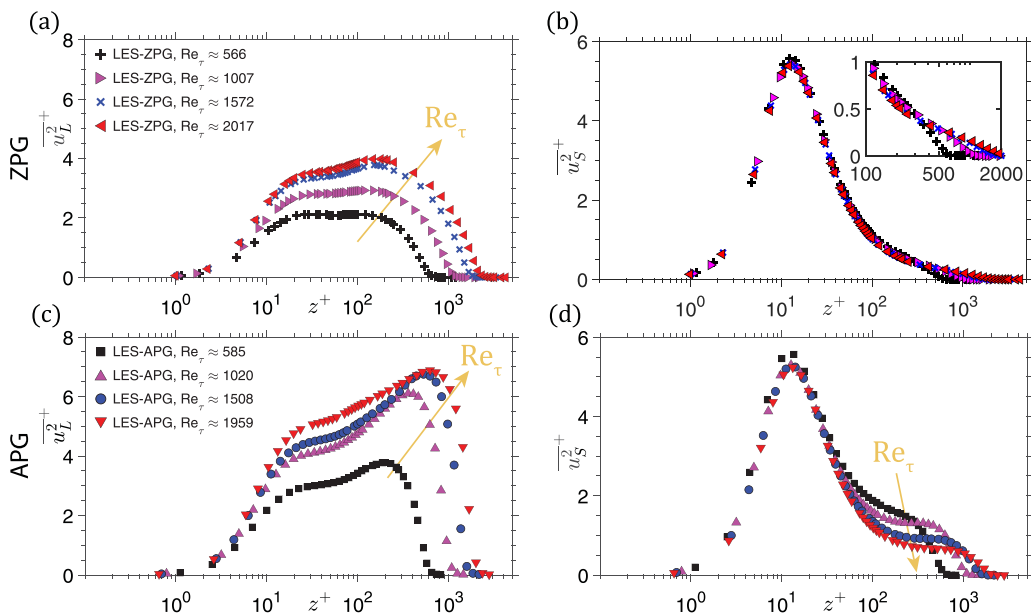 (a)
ZPG
u_L^2^+
8
6
4
2
0
LES-ZPG, Re_τ ≈ 566
LES-ZPG, Re_τ ≈ 1007
LES-ZPG, Re_τ ≈ 1572
LES-ZPG, Re_τ ≈ 2017
Re_τ
10^0 10^1 z^+ 10^2 10^3
(b)
u_S^2^+
6
4
2
0
1
0.5
0
100 500 2000
10^0 10^1 z^+ 10^2 10^3
(c)
APG
u_L^2^+
8
6
4
2
0
LES-APG, Re_τ ≈ 585
LES-APG, Re_τ ≈ 1020
LES-APG, Re_τ ≈ 1508
LES-APG, Re_τ ≈ 1959
Re_τ
10^0 10^1 z^+ 10^2 10^3
(d)
u_S^2^+
6
4
2
0
Re_τ
10^0 10^1 z^+ 10^2 10^3